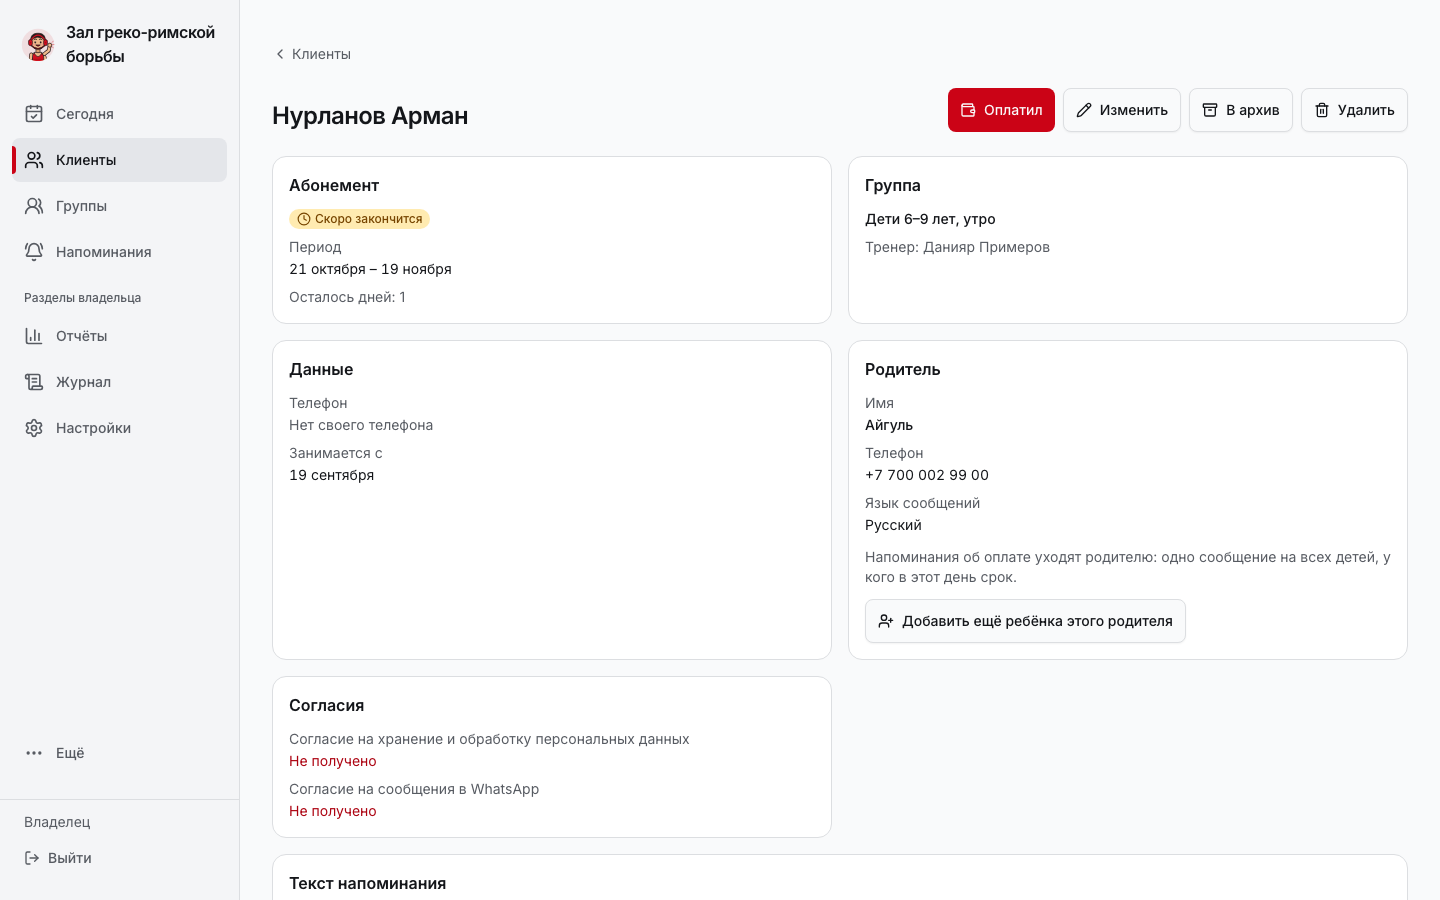 Зал греко-римской
борьбы
Сегодня
Клиенты
Группы
Напоминания
Разделы владельца
Отчёты
Журнал
Настройки
Ещё
Владелец
Выйти
Клиенты
Нурланов Арман
Оплатил
Изменить
В архив
Удалить
Абонемент
Скоро закончится
Период
21 октября – 19 ноября
Осталось дней: 1
Группа
Дети 6–9 лет, утро
Тренер: Данияр Примеров
Данные
Телефон
Нет своего телефона
Занимается с
19 сентября
Родитель
Имя
Айгуль
Телефон
+7 700 002 99 00
Язык сообщений
Русский
Напоминания об оплате уходят родителю: одно сообщение на всех детей, у
кого в этот день срок.
Добавить ещё ребёнка этого родителя
Согласия
Согласие на хранение и обработку персональных данных
Не получено
Согласие на сообщения в WhatsApp
Не получено
Текст напоминания